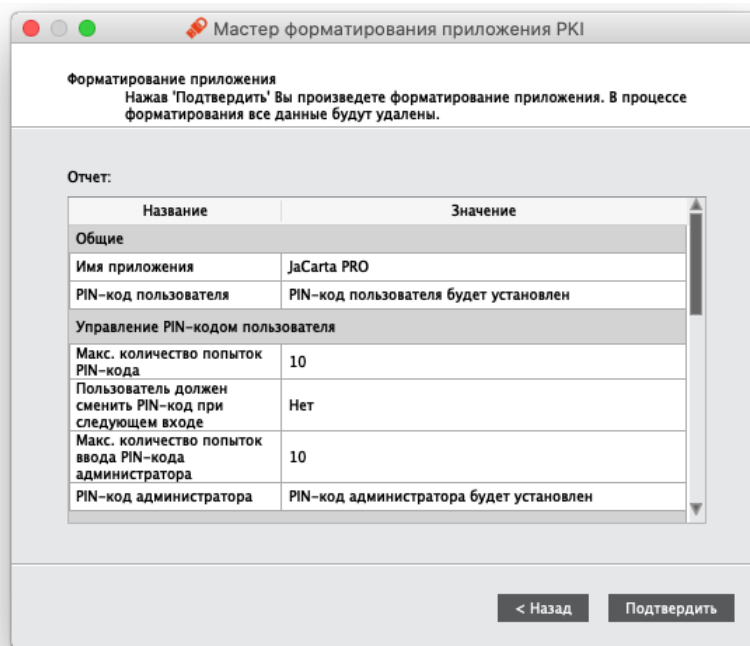 Мастер форматирования приложения PKI
Форматирование приложения
Нажав 'Подтвердить' Вы произведете форматирование приложения. В процессе
форматирования все данные будут удалены.
Отчет:
Название Значение
Общие
Имя приложения JaCarta PRO
PIN-код пользователя PIN-код пользователя будет установлен
Управление PIN-кодом пользователя
Макс. количество попыток
PIN-кода
10
Пользователь должен
сменить PIN-код при
следующем входе
Нет
Макс. количество попыток
ввода PIN-кода
администратора
10
PIN-код администратора PIN-код администратора будет установлен
< Назад Подтвердить